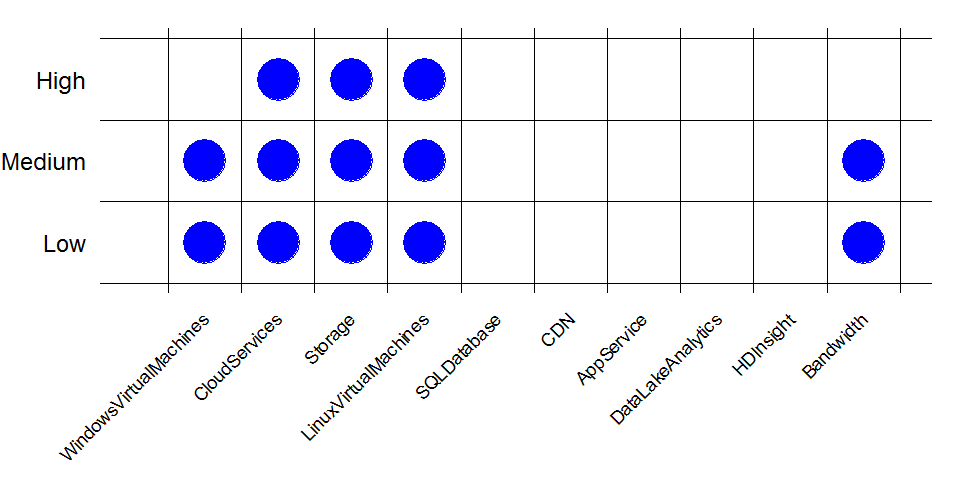 High
Medium
Low
WindowsVirtualMachines
CloudServices
Storage
LinuxVirtualMachines
SQLDatabase
CDN
AppService
DataLakeAnalytics
HDInsight
Bandwidth